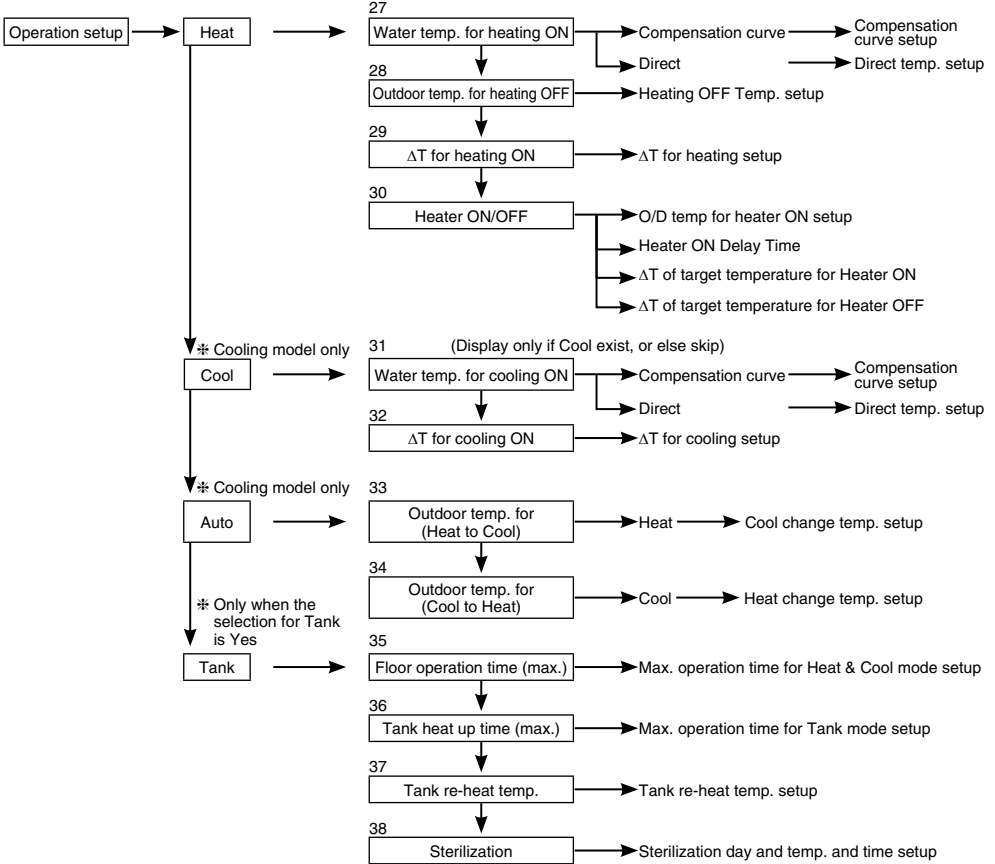 27
Operation setup
Heat
Water temp. for heating ON
Compensation curve
Compensation
curve setup
Direct
Direct temp. setup
28
Outdoor temp. for heating OFF
Heating OFF Temp. setup
29
ΔT for heating ON
ΔT for heating setup
30
Heater ON/OFF
O/D temp for heater ON setup
Heater ON Delay Time
ΔT of target temperature for Heater ON
ΔT of target temperature for Heater OFF
❈ Cooling model only
31
(Display only if Cool exist, or else skip)
Cool
Water temp. for cooling ON
Compensation curve
Compensation
curve setup
Direct
Direct temp. setup
32
ΔT for cooling ON
ΔT for cooling setup
❈ Cooling model only
33
Auto
Outdoor temp. for
(Heat to Cool)
Heat
Cool change temp. setup
34
Outdoor temp. for
(Cool to Heat)
Cool
Heat change temp. setup
❈ Only when the
selection for Tank
is Yes
35
Tank
Floor operation time (max.)
Max. operation time for Heat & Cool mode setup
36
Tank heat up time (max.)
Max. operation time for Tank mode setup
37
Tank re-heat temp.
Tank re-heat temp. setup
38
Sterilization
Sterilization day and temp. and time setup